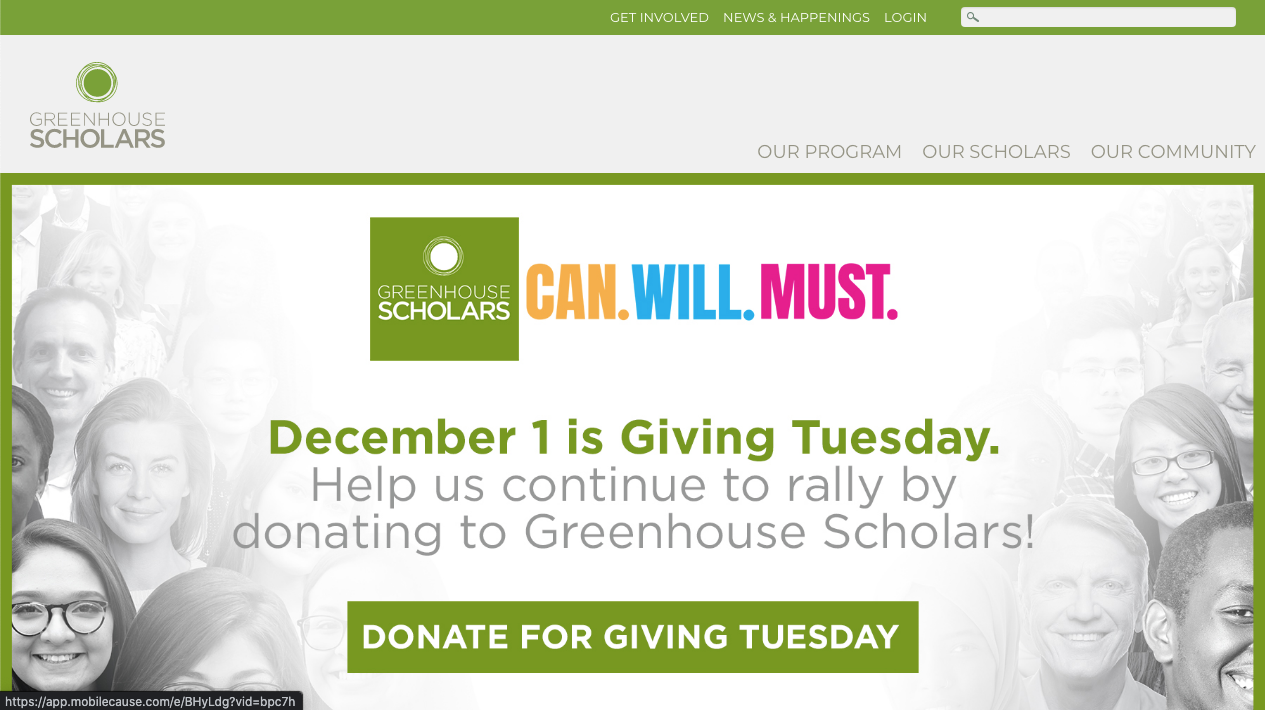 GET INVOLVED NEWS & HAPPENINGS LOGIN
GREENHOUSE
SCHOLARS
OUR PROGRAM OUR SCHOLARS OUR COMMUNITY
GREENHOUSE
SCHOLARS
CAN.WILL.MUST.
December 1 is Giving Tuesday.
Help us continue to rally by
donating to Greenhouse Scholars!
DONATE FOR GIVING TUESDAY
https://app.mobilecause.com/e/BHyLdg?vid=bpc7h